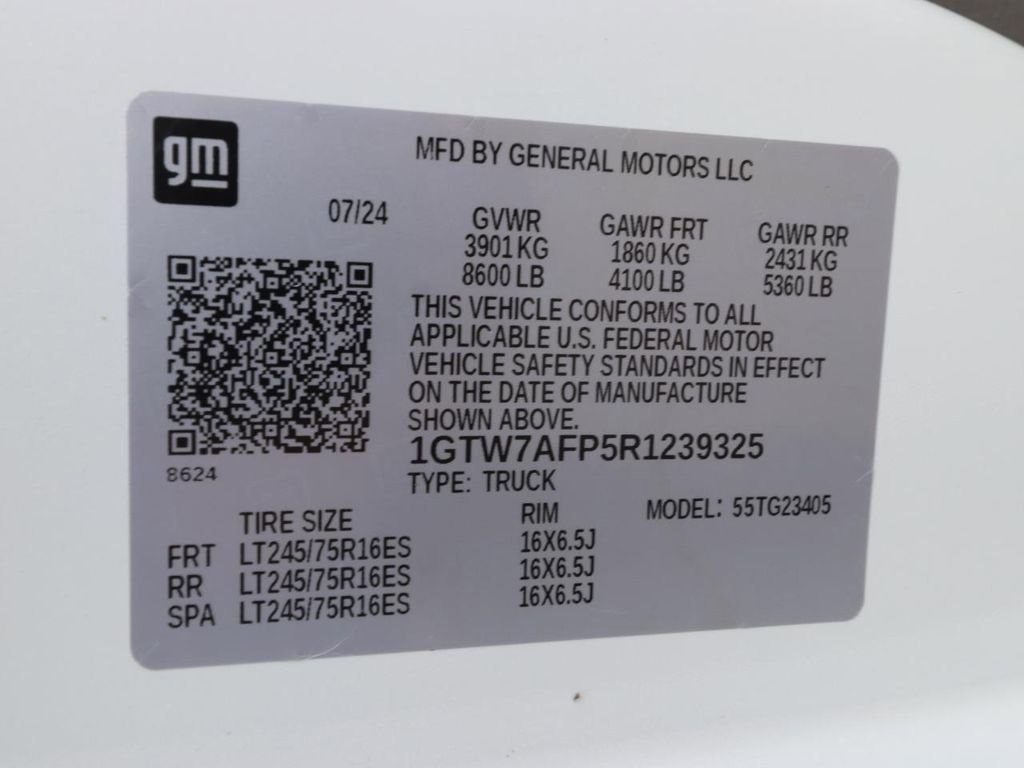 gm
MFD BY GENERAL MOTORS LLC
07/24
GVWR GAWR FRT GAWR RR
3901 KG 1860 KG 2431 KG
8600 LB 4100 LB 5360 LB
THIS VEHICLE CONFORMS TO ALL
APPLICABLE U.S. FEDERAL MOTOR
VEHICLE SAFETY STANDARDS IN EFFECT
ON THE DATE OF MANUFACTURE
SHOWN ABOVE.
1GTW7AFP5R1239325
8624
TYPE: TRUCK
TIRE SIZE RIM MODEL: 55TG23405
FRT LT245/75R16ES 16X6.5J
RR LT245/75R16ES 16X6.5J
SPA LT245/75R16ES 16X6.5J